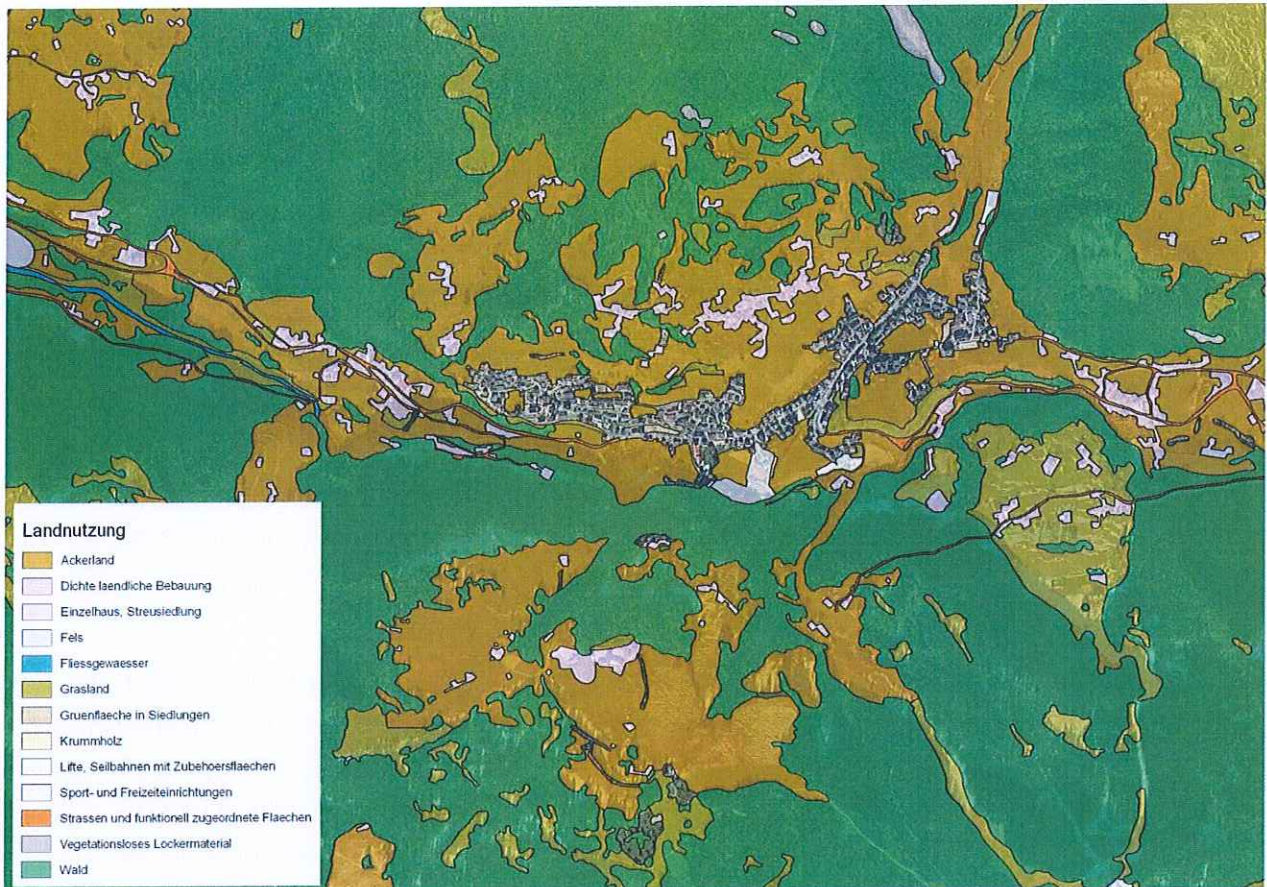 Landnutzung
Ackerland
Dichte laendliche Bebauung
Einzelhaus, Streusiedlung
Fels
Fliessgewaesser
Grasland
Gruenflaeche in Siedlungen
Krummholz
Lifte, Seilbahnen mit Zubehoersflaechen
Sport- und Freizeiteinrichtungen
Strassen und funktionell zugeordnete Flaechen
Vegetationsloses Lockermaterial
Wald